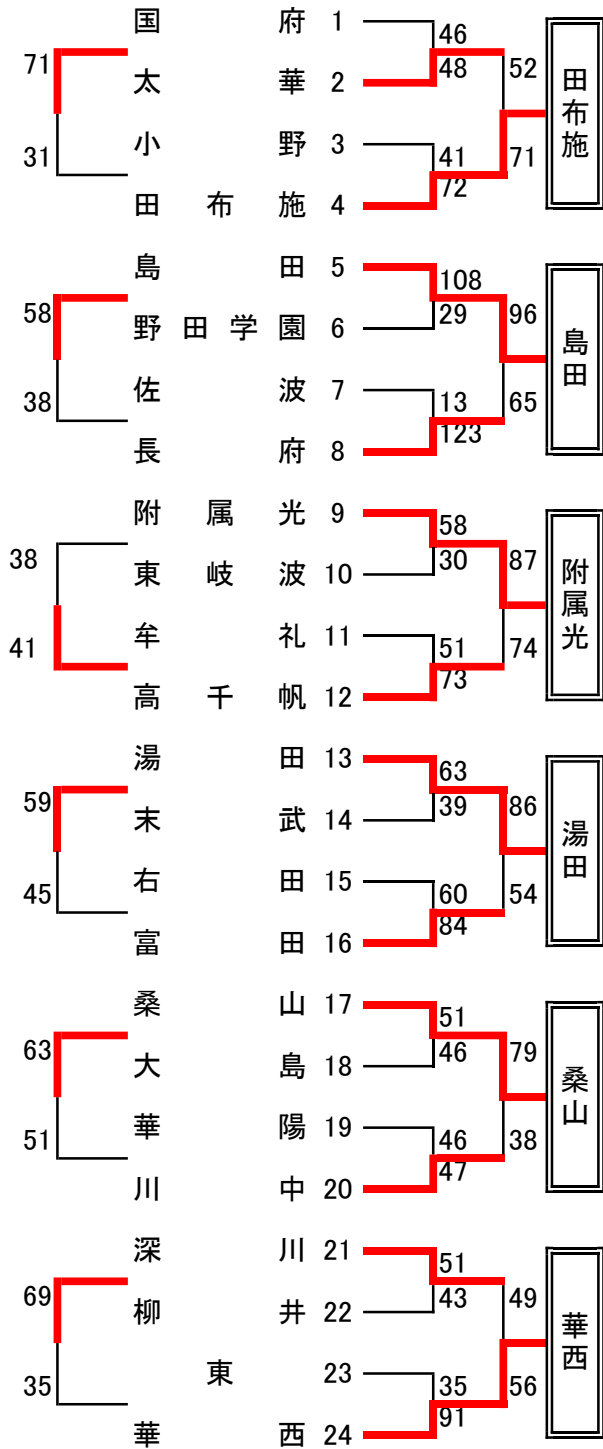 国府 1 46
71 太華 2 48 52 田布施
31 小野 3 41 71
田布施 4 72
島田 5 108
58 野田学園 6 29 96 島田
38 佐波 7 13 65
長府 8 123
附属光 9 58
38 東岐波 10 30 87 附属光
41 牟礼 11 51 74
高千帆 12 73
湯田 13 63
59 末武 14 39 86 湯田
45 右田 15 60 54
富田 16 84
桑山 17 51
63 大島 18 46 79 桑山
51 華陽 19 46 38
川中 20 47
深川 21 51
69 柳井 22 43 49 華西
35 東 23 35 56
華西 24 91